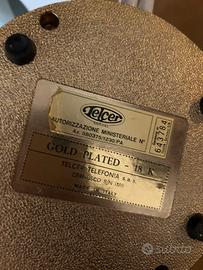 Telcer
AUTORIZZAZIONE MINISTERIALE N°
643784
GOLD PLATED - 18 K
TELCER TELEFONIA s.a.s.
MADE IN ITALY
subito